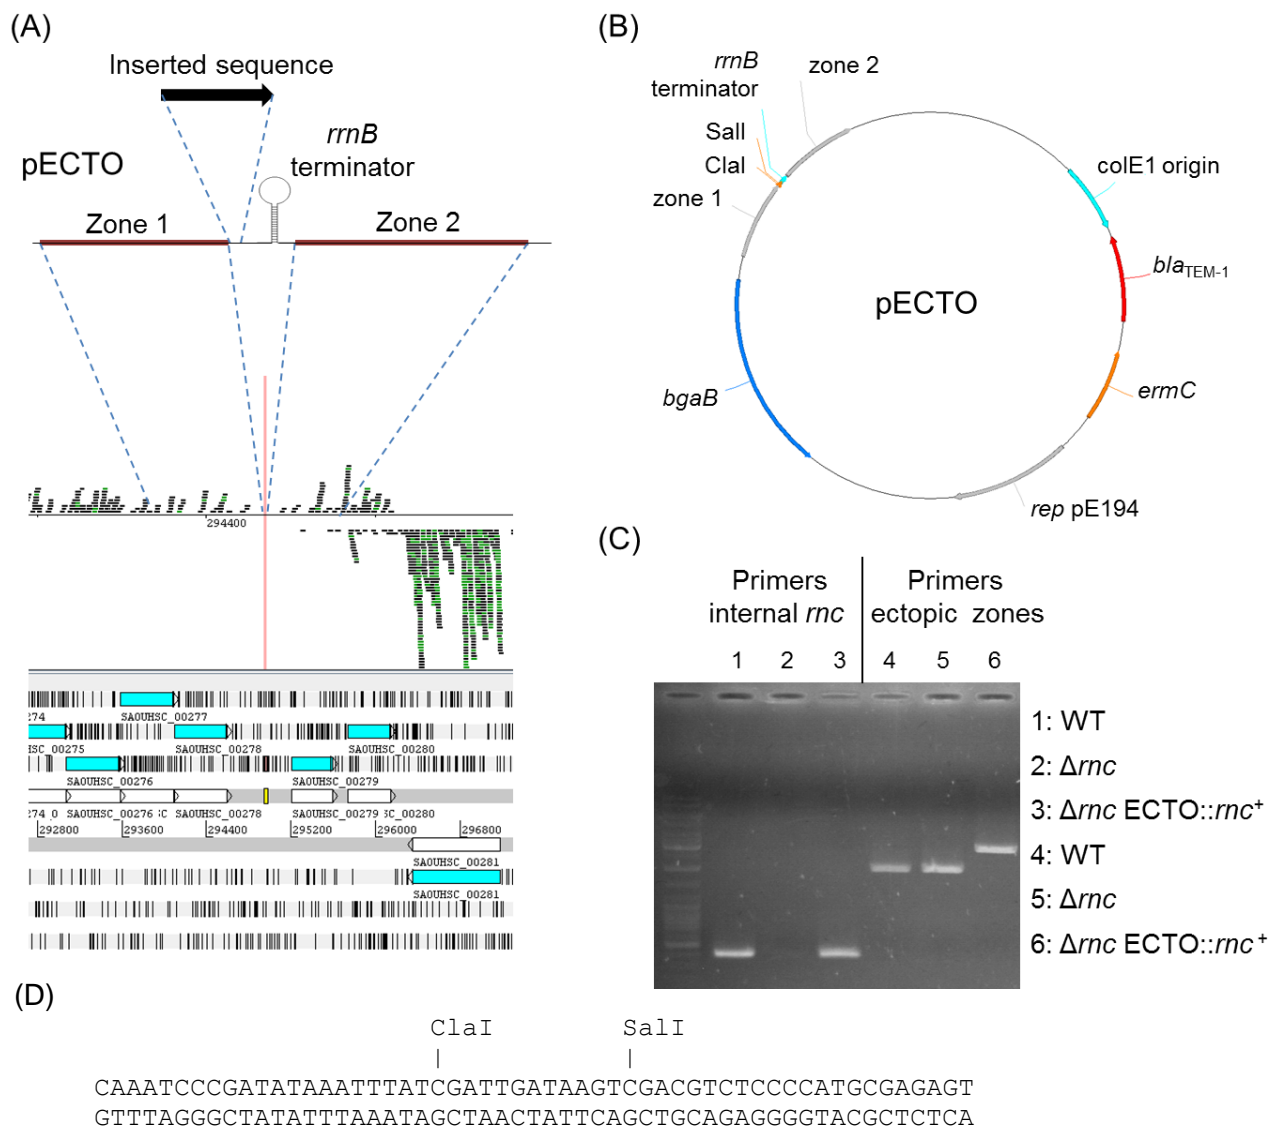 (A)
Inserted sequence
pECTO
rrnB
terminator
Zone 1
Zone 2
294400
274
SAOUHSC_00277
ISC_00275
SAOUHSC_00278
SAOUHSC_00280
SAOUHSC_00276
SAOUHSC_00279
SAOUHSC_00276
SAOUHSC_00278
SAOUHSC_00279
SC_00280
292800
293600
294400
295200
296000
296800
SAOUHSC_00281
SAOUHSC_00281
(B)
rrnB
terminator
zone 2
SalI
ClaI
zone 1
colE1 origin
blaTEM-1
pECTO
ermC
bgaB
rep pE194
(C)
Primers
internal rnc
Primers
ectopic zones
1 2 3 4 5 6
1: WT
2: Δrnc
3: Δrnc ECTO::rnc+
4: WT
5: Δrnc
6: Δrnc ECTO::rnc+
(D)
ClaI SalI
CAAATCCCGATATAAATTTATCGATTGATAAGTCGACGTCTCCCCATGCGAGAGT
GTTTAGGGCTATATTTAAATAGCTAACTATTCAGCTGCAGAGGGGTACGCTCTCA